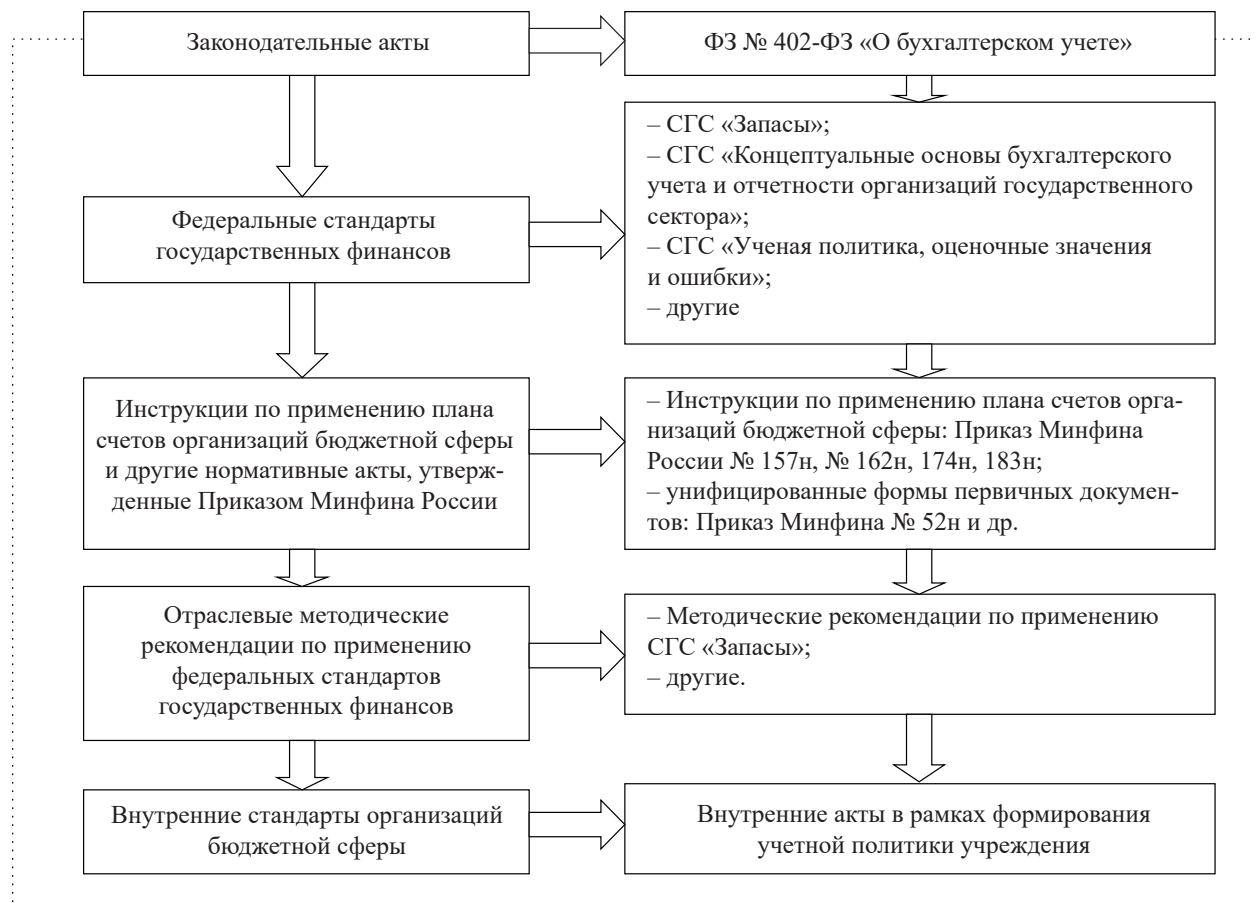 Законодательные акты
ФЗ № 402-ФЗ «О бухгалтерском учете»
Федеральные стандарты
государственных финансов
– СГС «Запасы»;
– СГС «Концептуальные основы бухгалтерского
учета и отчетности организаций государственного
сектора»;
– СГС «Ученая политика, оценочные значения
и ошибки»;
– другие
Инструкции по применению плана
счетов организаций бюджетной сферы
и другие нормативные акты, утверж-
денные Приказом Минфина России
– Инструкции по применению плана счетов орга-
низаций бюджетной сферы: Приказ Минфина
России № 157н, № 162н, 174н, 183н;
– унифицированные формы первичных докумен-
тов: Приказ Минфина № 52н и др.
Отраслевые методические
рекомендации по применению
федеральных стандартов
государственных финансов
– Методические рекомендации по применению
СГС «Запасы»;
– другие.
Внутренние стандарты организаций
бюджетной сферы
Внутренние акты в рамках формирования
учетной политики учреждения